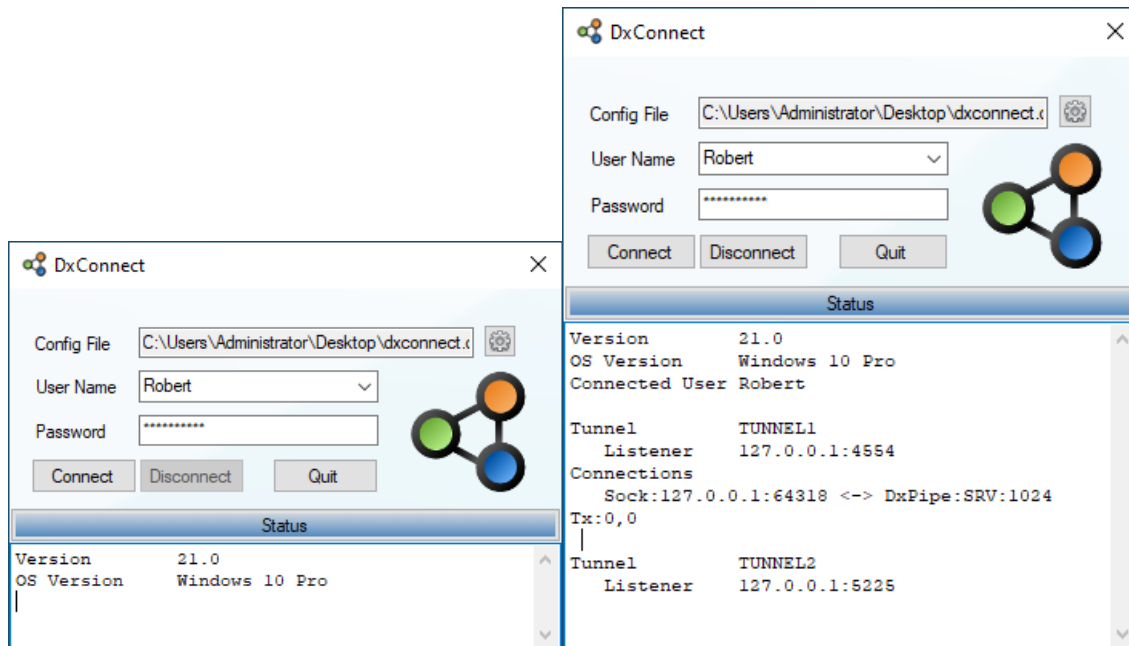 DxConnect
Config File C:\Users\Administrator\Desktop\dxconnect.c
User Name Robert
Password **********
Connect Disconnect Quit
Status
Version 21.0
OS Version Windows 10 Pro
DxConnect
Config File C:\Users\Administrator\Desktop\dxconnect.c
User Name Robert
Password **********
Connect Disconnect Quit
Status
Version 21.0
OS Version Windows 10 Pro
Connected User Robert
Tunnel TUNNEL1
Listener 127.0.0.1:4554
Connections
Sock:127.0.0.1:64318 <-> DxPipe:SRV:1024
Tx:0,0
Tunnel TUNNEL2
Listener 127.0.0.1:5225